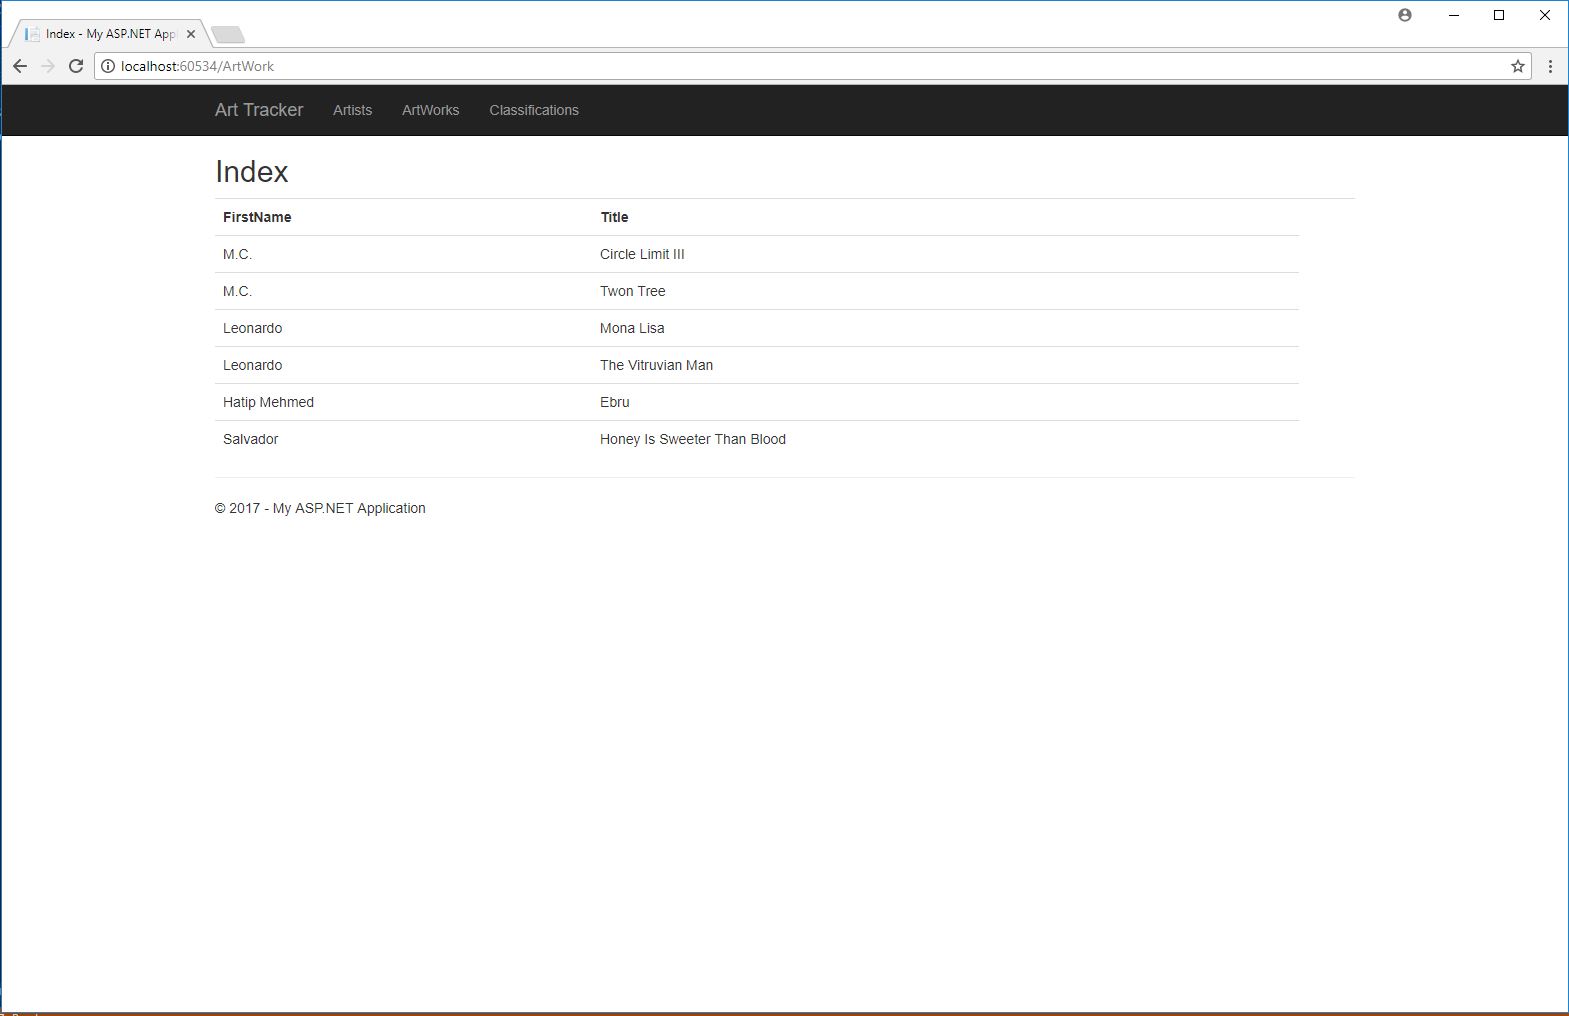 Index - My ASP.NET App
localhost:60534/ArtWork
Art Tracker Artists ArtWorks Classifications
Index
FirstName Title
M.C. Circle Limit III
M.C. Twon Tree
Leonardo Mona Lisa
Leonardo The Vitruvian Man
Hatip Mehmed Ebru
Salvador Honey Is Sweeter Than Blood
© 2017 - My ASP.NET Application